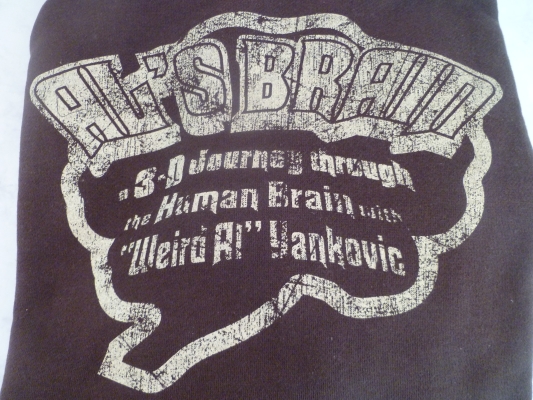 AL'S BRAIN
a 3-D Journey through
the Human Brain with
"Weird Al" Yankovic